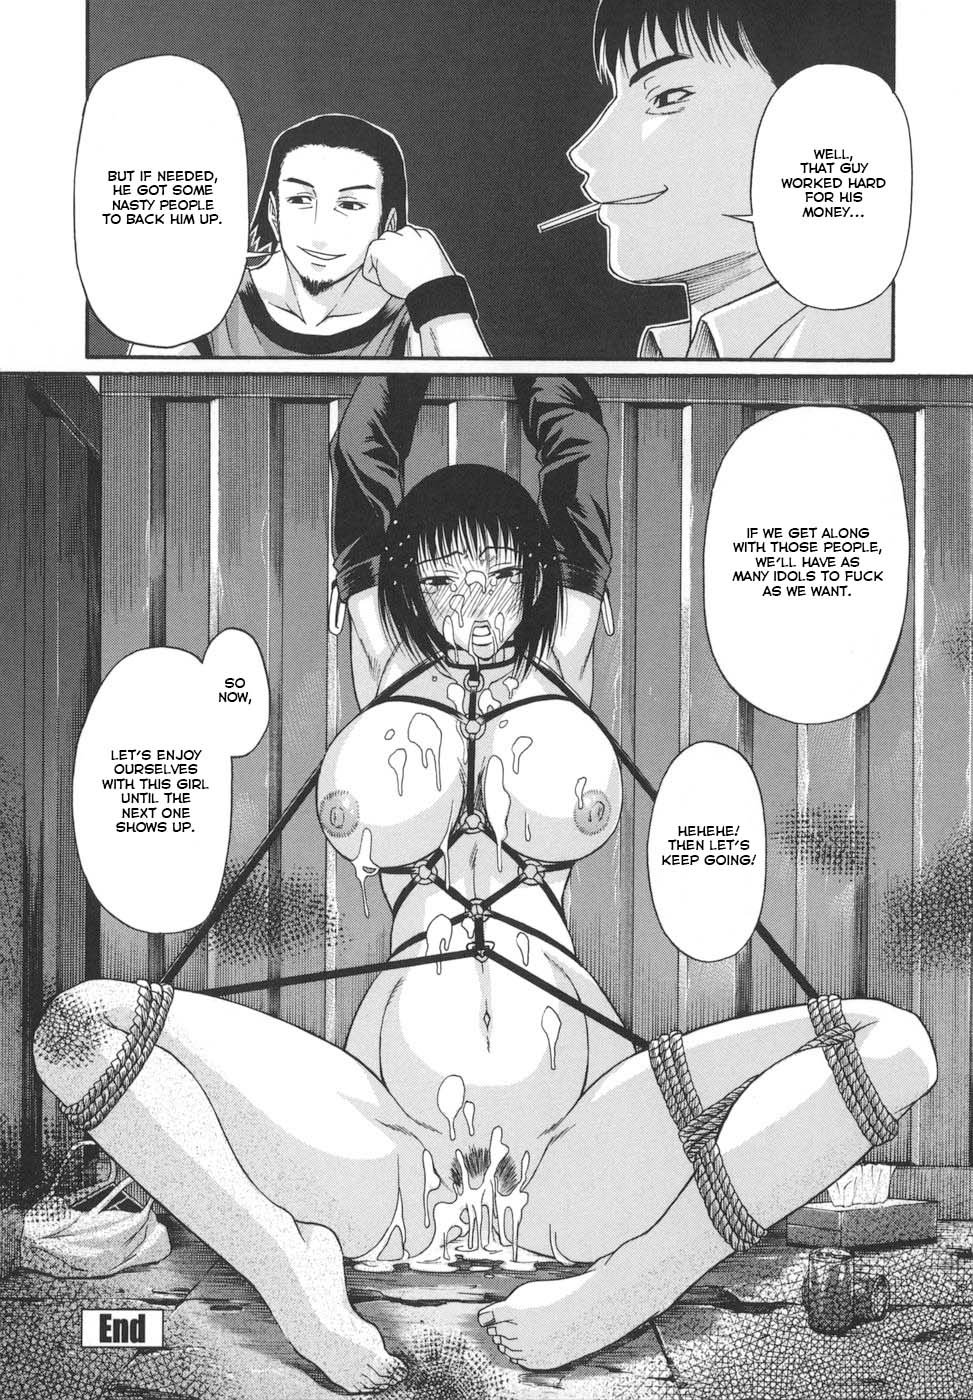 WELL,
THAT GUY
WORKED HARD
FOR HIS
MONEY...
BUT IF NEEDED,
HE GOT SOME
NASTY PEOPLE
TO BACK HIM UP.
IF WE GET ALONG
WITH THOSE PEOPLE,
WE'LL HAVE AS
MANY IDOLS TO FUCK
AS WE WANT.
SO
NOW,
LET'S ENJOY
OURSELVES
WITH THIS GIRL
UNTIL THE
NEXT ONE
SHOWS UP.
HEHEHE!
THEN LET'S
KEEP GOING!
End